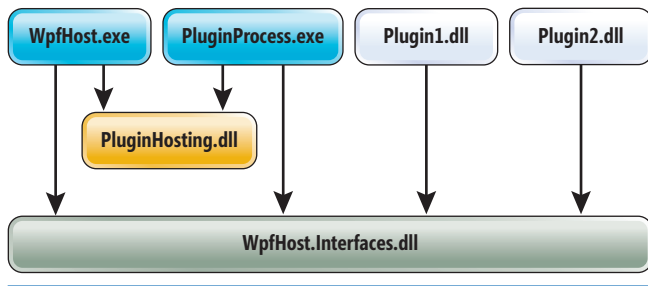 WpfHost.exe
PluginProcess.exe
Plugin1.dll
Plugin2.dll
PluginHosting.dll
WpfHost.Interfaces.dll